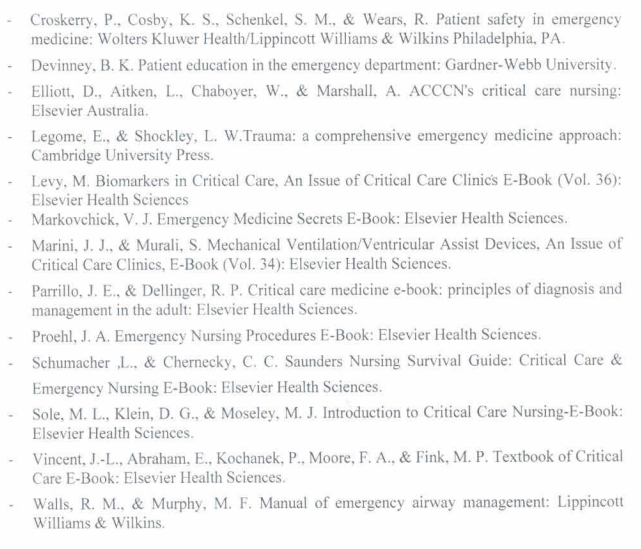 - Croskerry, P., Cosby, K. S., Schenkel, S. M., & Wears, R. Patient safety in emergency
medicine: Wolters Kluwer Health/Lippincott Williams & Wilkins Philadelphia, PA.
- Devinney, B. K. Patient education in the emergency department: Gardner-Webb University.
- Elliott, D., Aitken, L., Chaboyer, W., & Marshall, A. ACCCN's critical care nursing:
Elsevier Australia.
- Legome, E., & Shockley, L. W.Trauma: a comprehensive emergency medicine approach:
Cambridge University Press.
- Levy, M. Biomarkers in Critical Care, An Issue of Critical Care Clinics E-Book (Vol. 36):
Elsevier Health Sciences
- Markovchick, V. J. Emergency Medicine Secrets E-Book: Elsevier Health Sciences.
- Marini, J. J., & Murali, S. Mechanical Ventilation/Ventricular Assist Devices, An Issue of
Critical Care Clinics, E-Book (Vol. 34): Elsevier Health Sciences.
- Parrillo, J. E., & Dellinger, R. P. Critical care medicine e-book: principles of diagnosis and
management in the adult: Elsevier Health Sciences.
- Proehl, J. A. Emergency Nursing Procedures E-Book: Elsevier Health Sciences.
- Schumacher ,L., & Chernecky, C. C. Saunders Nursing Survival Guide: Critical Care &
Emergency Nursing E-Book: Elsevier Health Sciences.
- Sole, M. L., Klein, D. G., & Moseley, M. J. Introduction to Critical Care Nursing-E-Book:
Elsevier Health Sciences.
- Vincent, J.-L., Abraham, E., Kochanek, P., Moore, F. A., & Fink, M. P. Textbook of Critical
Care E-Book: Elsevier Health Sciences.
- Walls, R. M., & Murphy, M. F. Manual of emergency airway management: Lippincott
Williams & Wilkins.